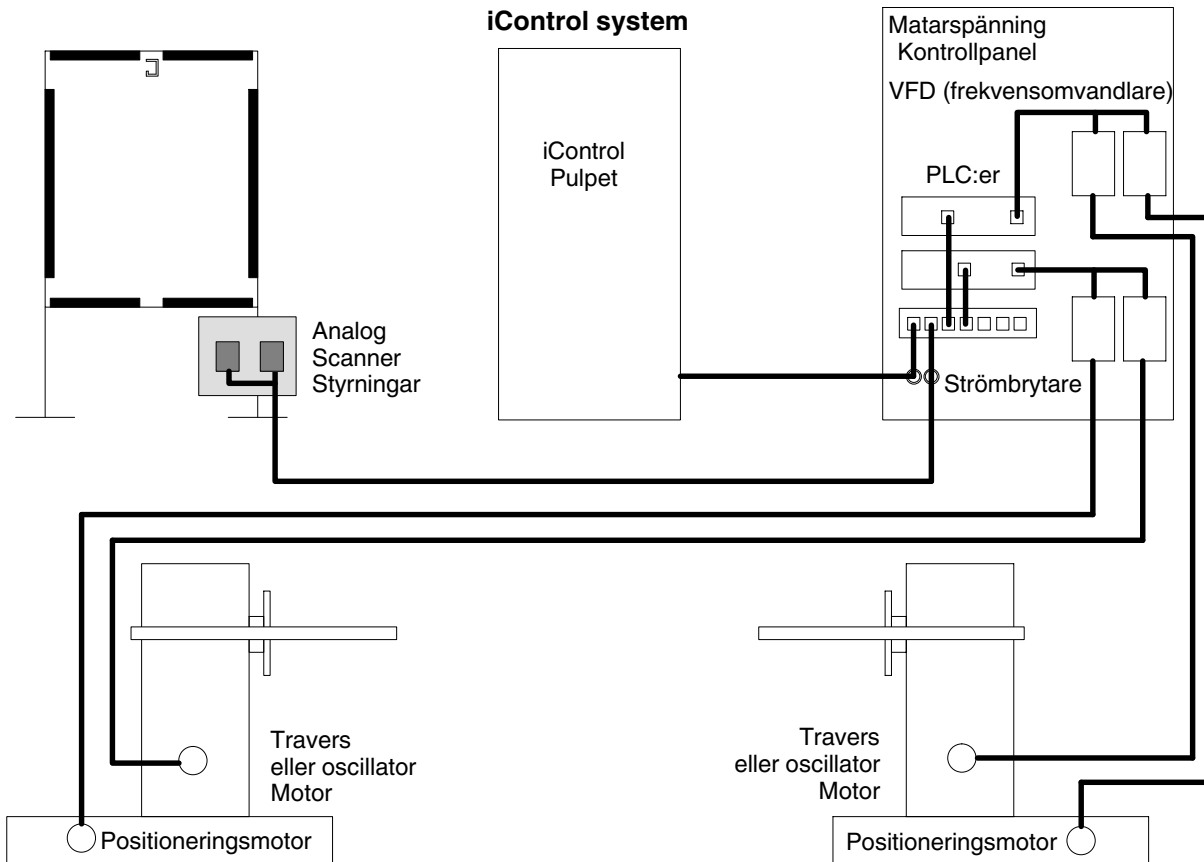 iControl system
Matarspänning
Kontrollpanel
VFD (frekvensomvandlare)
iControl
Pulpet
PLC:er
Analog
Scanner
Styrningar
Strömbrytare
Travers
eller oscillator
Motor
Travers
eller oscillator
Motor
Positioneringsmotor
Positioneringsmotor